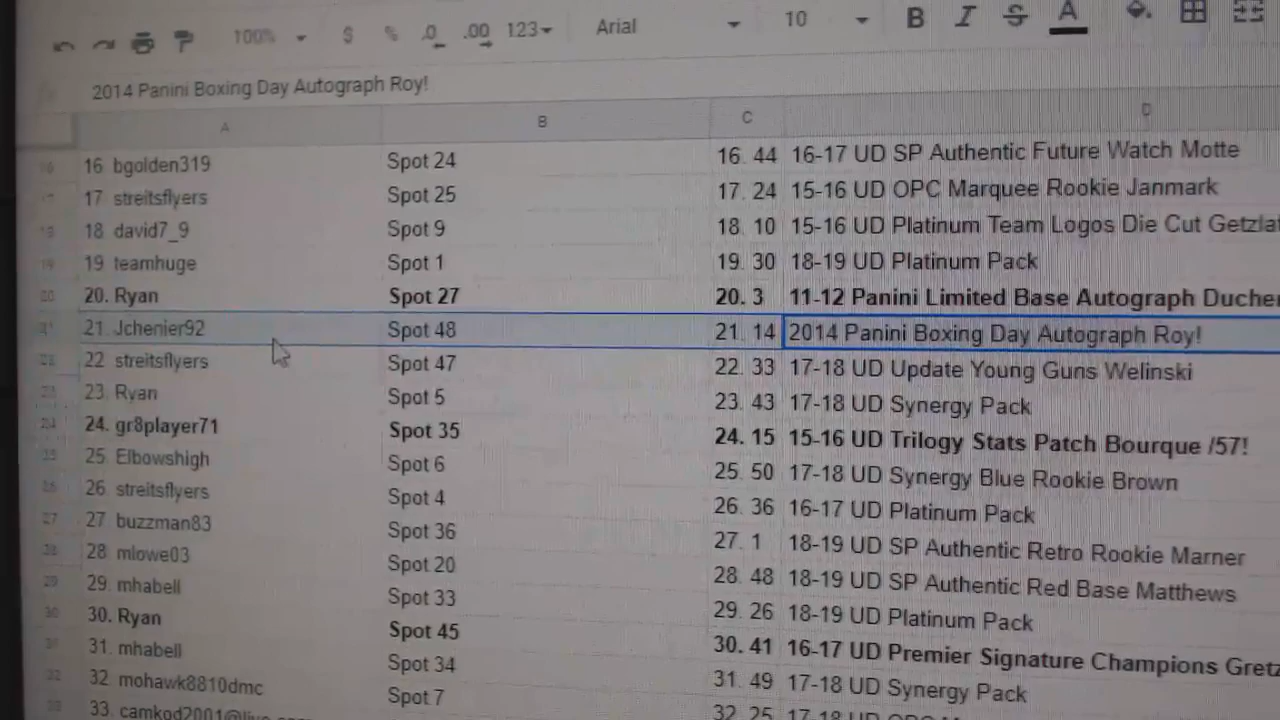 100% $ % .0 .00 123 Arial 10 B I S A
2014 Panini Boxing Day Autograph Roy!
A B C D
16 bgolden319 Spot 24 16. 44 16-17 UD SP Authentic Future Watch Motte
17 streitsflyers Spot 25 17. 24 15-16 UD OPC Marquee Rookie Janmark
18 david7_9 Spot 9 18. 10 15-16 UD Platinum Team Logos Die Cut Getzla
19 teamhuge Spot 1 19. 30 18-19 UD Platinum Pack
20. Ryan Spot 27 20. 3 11-12 Panini Limited Base Autograph Duche
21. Jchenier92 Spot 48 21. 14 2014 Panini Boxing Day Autograph Roy!
22 streitsflyers Spot 47 22. 33 17-18 UD Update Young Guns Welinski
23. Ryan Spot 5 23. 43 17-18 UD Synergy Pack
24. gr8player71 Spot 35 24. 15 15-16 UD Trilogy Stats Patch Bourque /57!
25. Elbowshigh Spot 6 25. 50 17-18 UD Synergy Blue Rookie Brown
26 streitsflyers Spot 4 26. 36 16-17 UD Platinum Pack
27 buzzman83 Spot 36 27. 1 18-19 UD SP Authentic Retro Rookie Marner
28 mlowe03 Spot 20 28. 48 18-19 UD SP Authentic Red Base Matthews
29. mhabell Spot 33 29. 26 18-19 UD Platinum Pack
30. Ryan Spot 45 30. 41 16-17 UD Premier Signature Champions Gretz
31. mhabell Spot 34 31. 49 17-18 UD Synergy Pack
32 mohawk8810dmc Spot 7 32. 25 17-18 UD
33. camkod2001@live